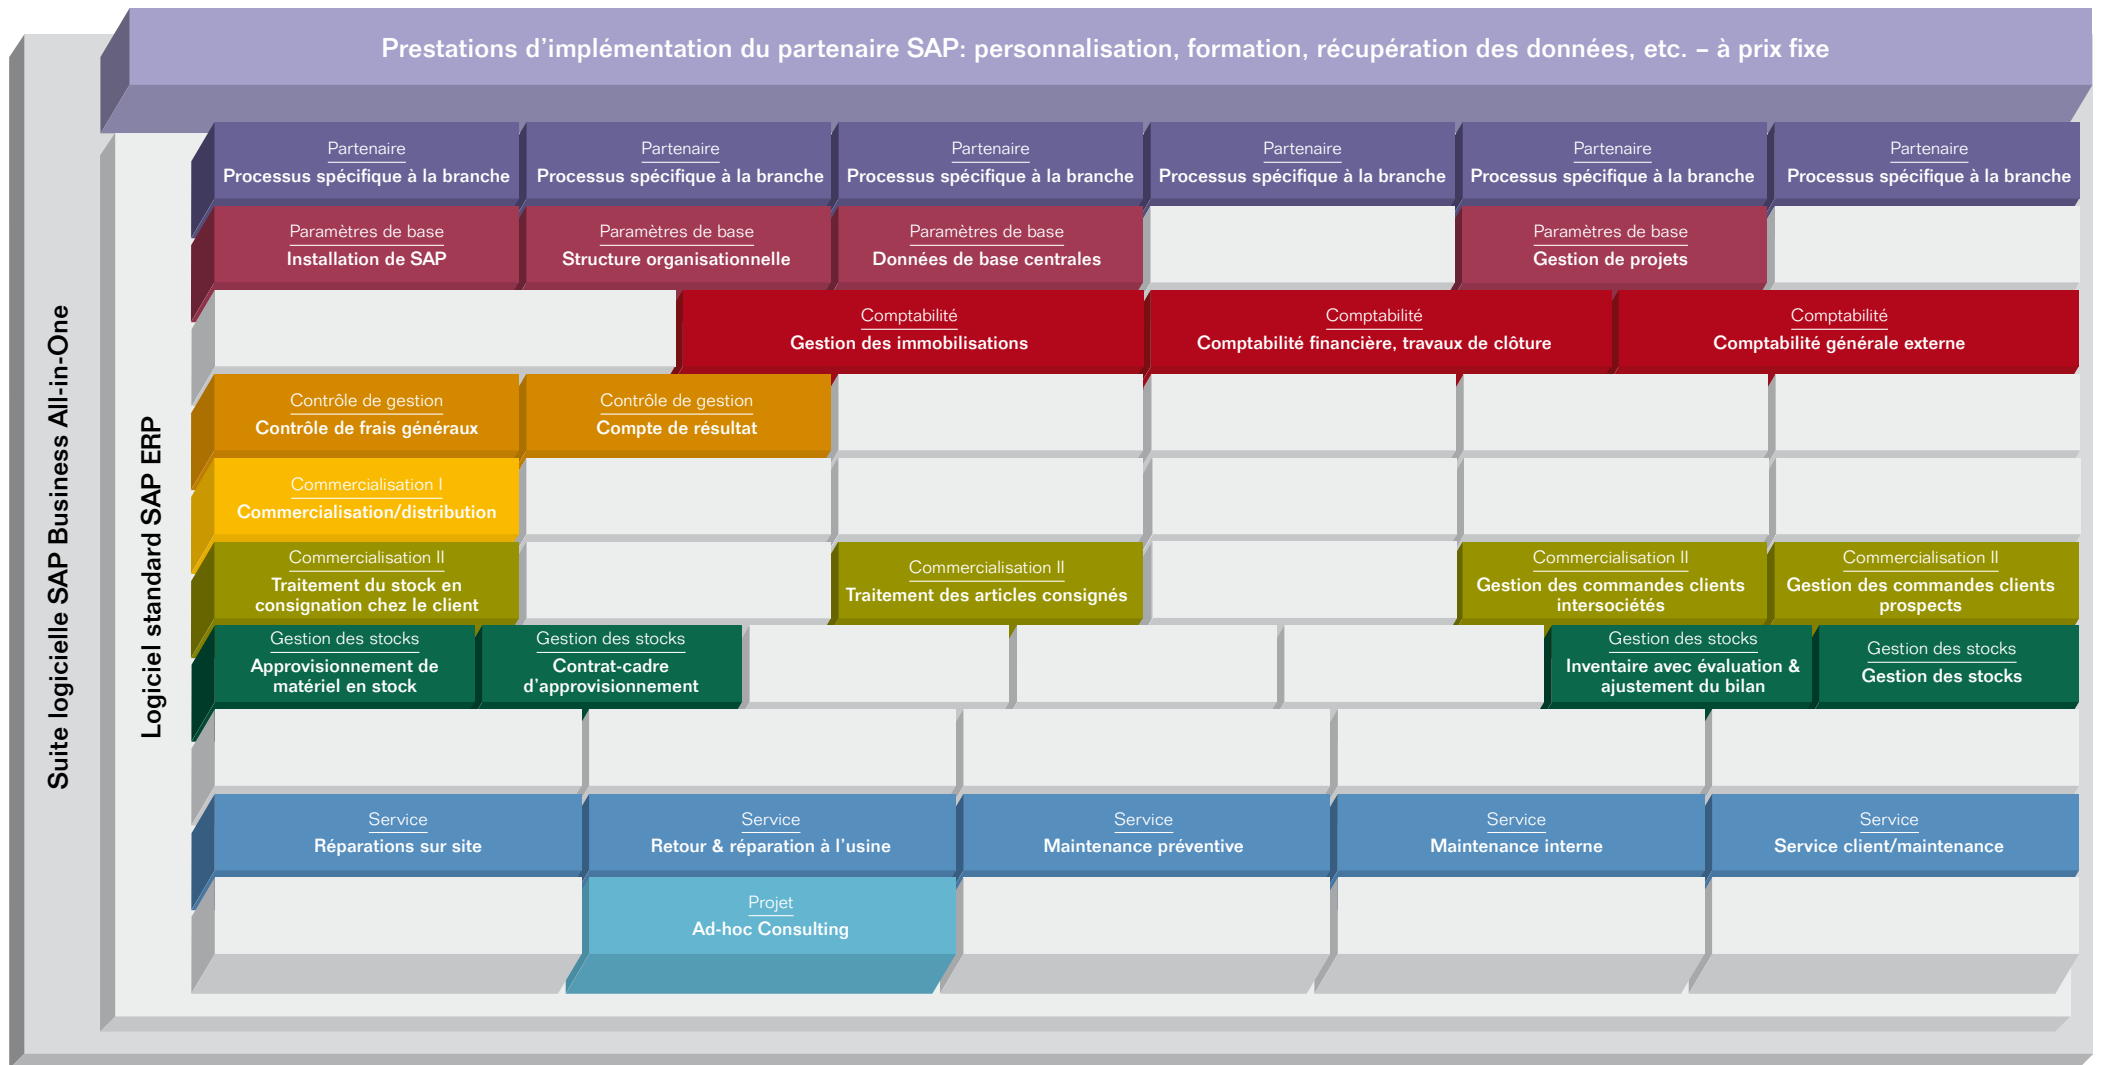 Prestations d’implémentation du partenaire SAP: personnalisation, formation, récupération des données, etc. – à prix fixe
Suite logicielle SAP Business All-in-One
Logiciel standard SAP ERP
Partenaire
Processus spécifique à la branche
Partenaire
Processus spécifique à la branche
Partenaire
Processus spécifique à la branche
Partenaire
Processus spécifique à la branche
Partenaire
Processus spécifique à la branche
Partenaire
Processus spécifique à la branche
Paramètres de base
Installation de SAP
Paramètres de base
Structure organisationnelle
Paramètres de base
Données de base centrales
Paramètres de base
Gestion de projets
Comptabilité
Gestion des immobilisations
Comptabilité
Comptabilité financière, travaux de clôture
Comptabilité
Comptabilité générale externe
Contrôle de gestion
Contrôle de frais généraux
Contrôle de gestion
Compte de résultat
Commercialisation I
Commercialisation/distribution
Commercialisation II
Traitement du stock en
consignation chez le client
Commercialisation II
Traitement des articles consignés
Commercialisation II
Gestion des commandes clients
intersociétés
Commercialisation II
Gestion des commandes clients
prospects
Gestion des stocks
Approvisionnement de
matériel en stock
Gestion des stocks
Contrat-cadre
d’approvisionnement
Gestion des stocks
Inventaire avec évaluation &
ajustement du bilan
Gestion des stocks
Gestion des stocks
Service
Réparations sur site
Service
Retour & réparation à l’usine
Service
Maintenance préventive
Service
Maintenance interne
Service
Service client/maintenance
Projet
Ad-hoc Consulting